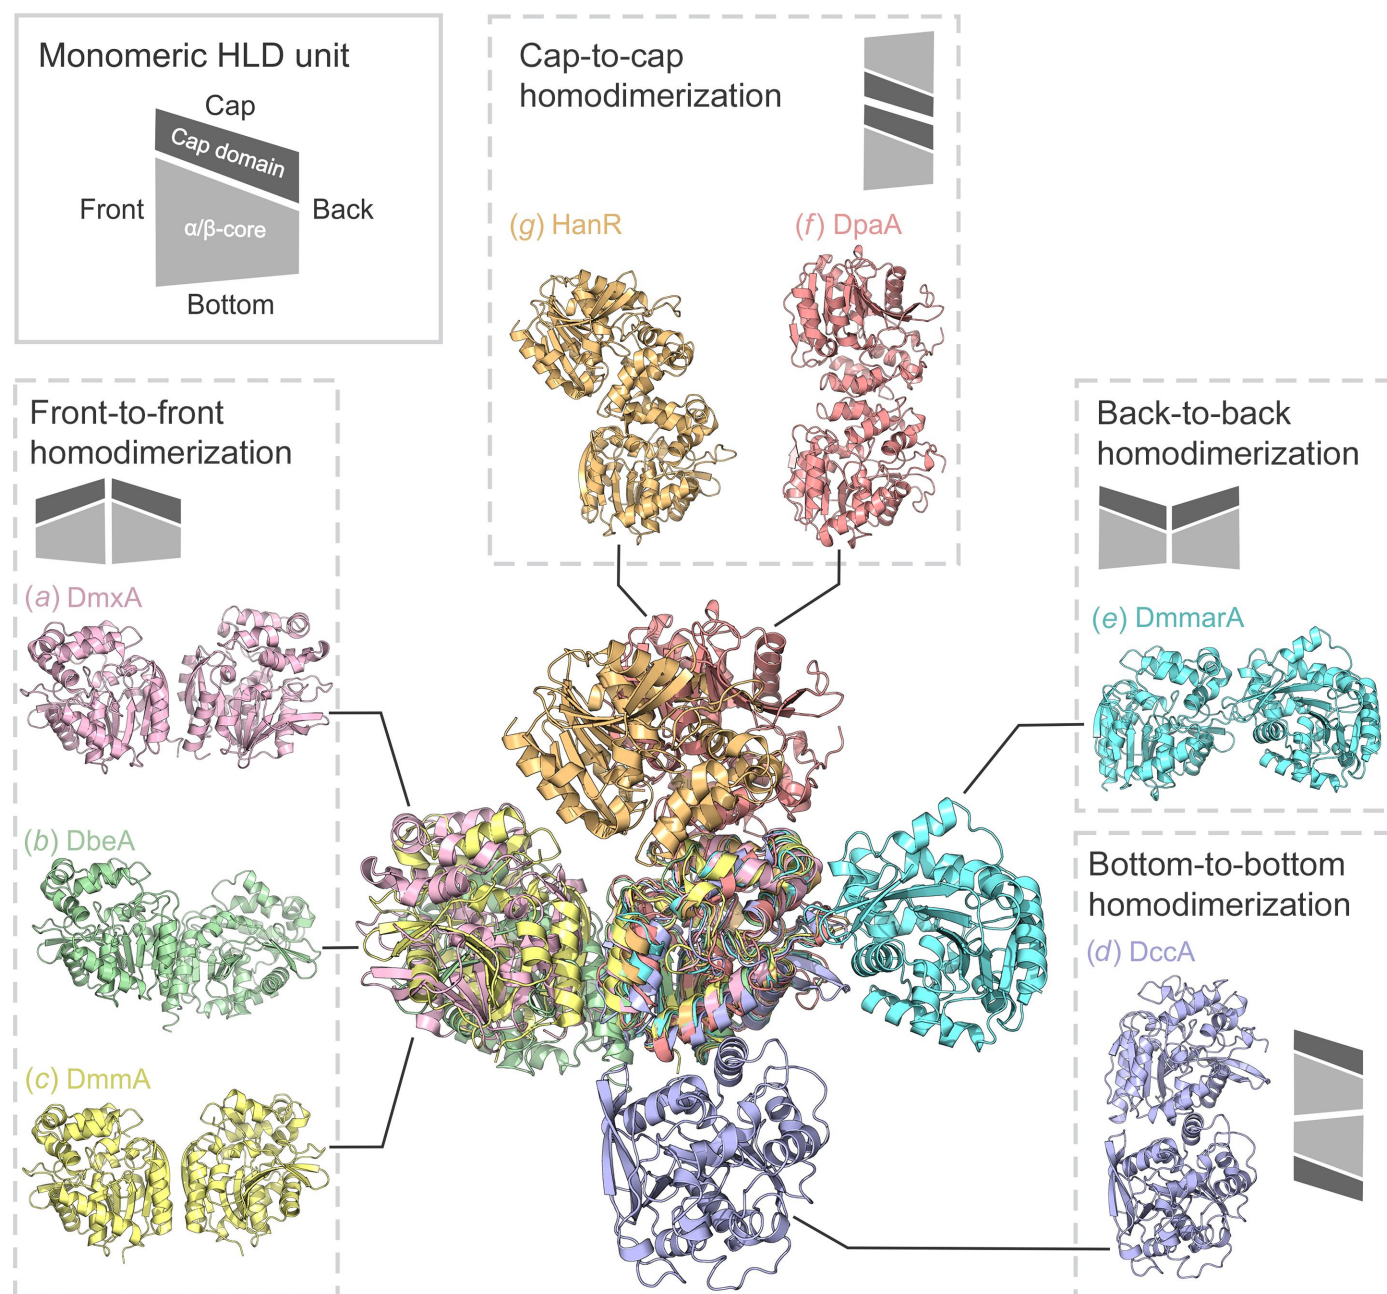 Monomeric HLD unit
Cap
Cap domain
Front
Back
α/β-core
Bottom
Cap-to-cap
homodimerization
(g) HanR
(f) DpaA
Front-to-front
homodimerization
(a) DmxA
(b) DbeA
(c) DmmA
Back-to-back
homodimerization
(e) DmmarA
Bottom-to-bottom
homodimerization
(d) DccA